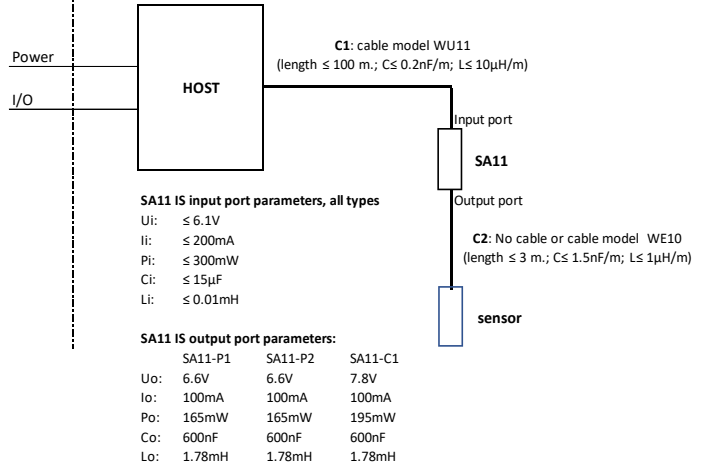 C1: cable model WU11
(length ≤ 100 m.; C≤ 0.2nF/m; L≤ 10µH/m)
Power
HOST
I/O
Input port
SA11
Output port
SA11 IS input port parameters, all types
Ui: ≤ 6.1V
Ii: ≤ 200mA
Pi: ≤ 300mW
Ci: ≤ 15µF
Li: ≤ 0.01mH
C2: No cable or cable model WE10
(length ≤ 3 m.; C≤ 1.5nF/m; L≤ 1µH/m)
sensor
SA11 IS output port parameters:
SA11-P1 SA11-P2 SA11-C1
Uo: 6.6V 6.6V 7.8V
Io: 100mA 100mA 100mA
Po: 165mW 165mW 195mW
Co: 600nF 600nF 600nF
Lo: 1.78mH 1.78mH 1.78mH